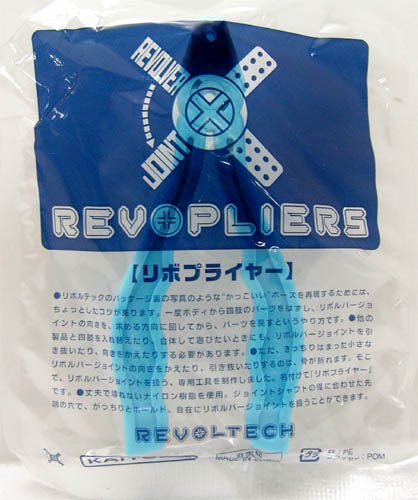 REVOLVER
JOINT
REVOPLIERS
【リボプライヤー】
●リボルテックのパッケージ裏の写真のような"かっこいい"ポーズを再現するためには、
ちょっとしたコツがあります。一度ボディから四肢のパーツをはずし、リボルバージョ
イントの向きを、求める方向に回してから、パーツを戻すというやり方です。●他の
製品と四肢を入れ替えたり、合体して遊びたいときにも、リボルバージョイントを引
き抜いたり、向きをかえたりする必要があります。●ただ、きっちりはまった小さな
リボルバージョイントの向きをかえたり、引き抜いたりするのは、骨が折れます。そこ
で、リボルバージョイントを扱う、専用工具を制作しました。名付けて「リボプライヤー」
です。●丈夫で壊れないナイロン樹脂を使用。ジョイントシャフトの径に合わせた先
端の穴で、がっちりとホールド、自在にリボルバージョイントを扱うことができます。
REVOLTECH
非売品
MADE IN
プラ
: PE
: POM